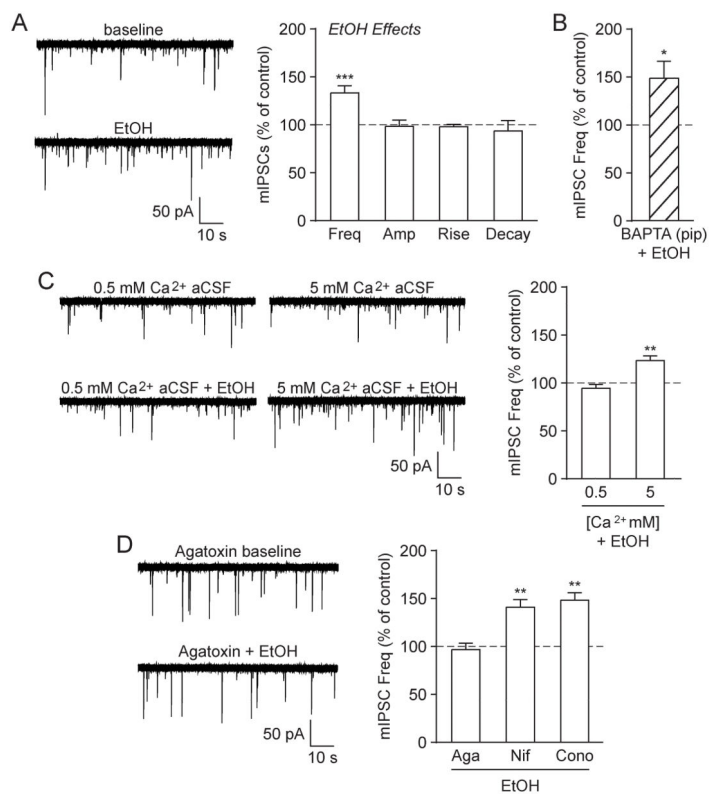 A
baseline
EtOH
50 pA
10 s
EtOH Effects
mIPSCs (% of control)
200
150
100
50
0
***
Freq Amp Rise Decay
B
mIPSC Freq (% of control)
200
150
100
50
0
*
BAPTA (pip)
+ EtOH
C
0.5 mM Ca²⁺ aCSF
5 mM Ca²⁺ aCSF
0.5 mM Ca²⁺ aCSF + EtOH
5 mM Ca²⁺ aCSF + EtOH
50 pA
10 s
mIPSC Freq (% of control)
200
150
100
50
0
**
0.5 5
[Ca²⁺ mM]
+ EtOH
D
Agatoxin baseline
Agatoxin + EtOH
50 pA
10 s
mIPSC Freq (% of control)
200
150
100
50
0
** **
Aga Nif Cono
EtOH